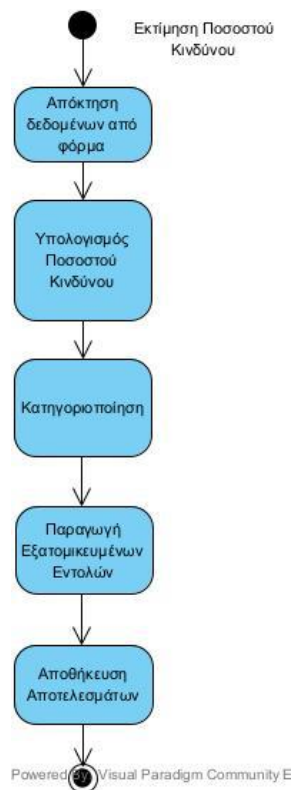 Εκτίμηση Ποσοστού
Κινδύνου
Απόκτηση
δεδομένων από
φόρμα
Υπολογισμός
Ποσοστού
Κινδύνου
Κατηγοριοποίηση
Παραγωγή
Εξατομικευμένων
Εντολών
Αποθήκευση
Αποτελεσμάτων
Powered By Visual Paradigm Community E